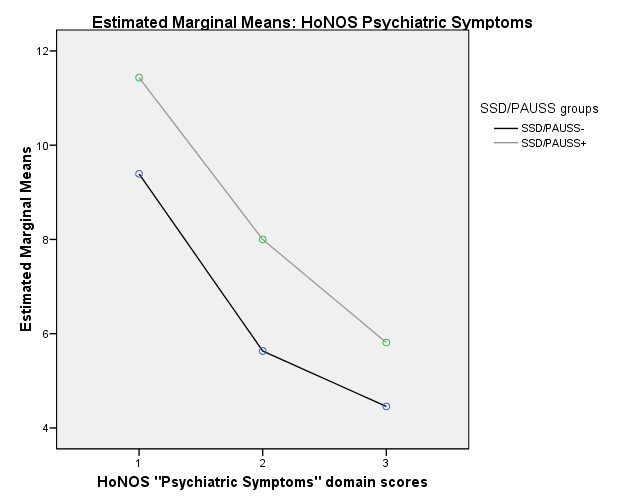 Estimated Marginal Means: HoNOS Psychiatric Symptoms
12
10
8
6
4
Estimated Marginal Means
1 2 3
HoNOS "Psychiatric Symptoms" domain scores
SSD/PAUSS groups
SSD/PAUSS-
SSD/PAUSS+